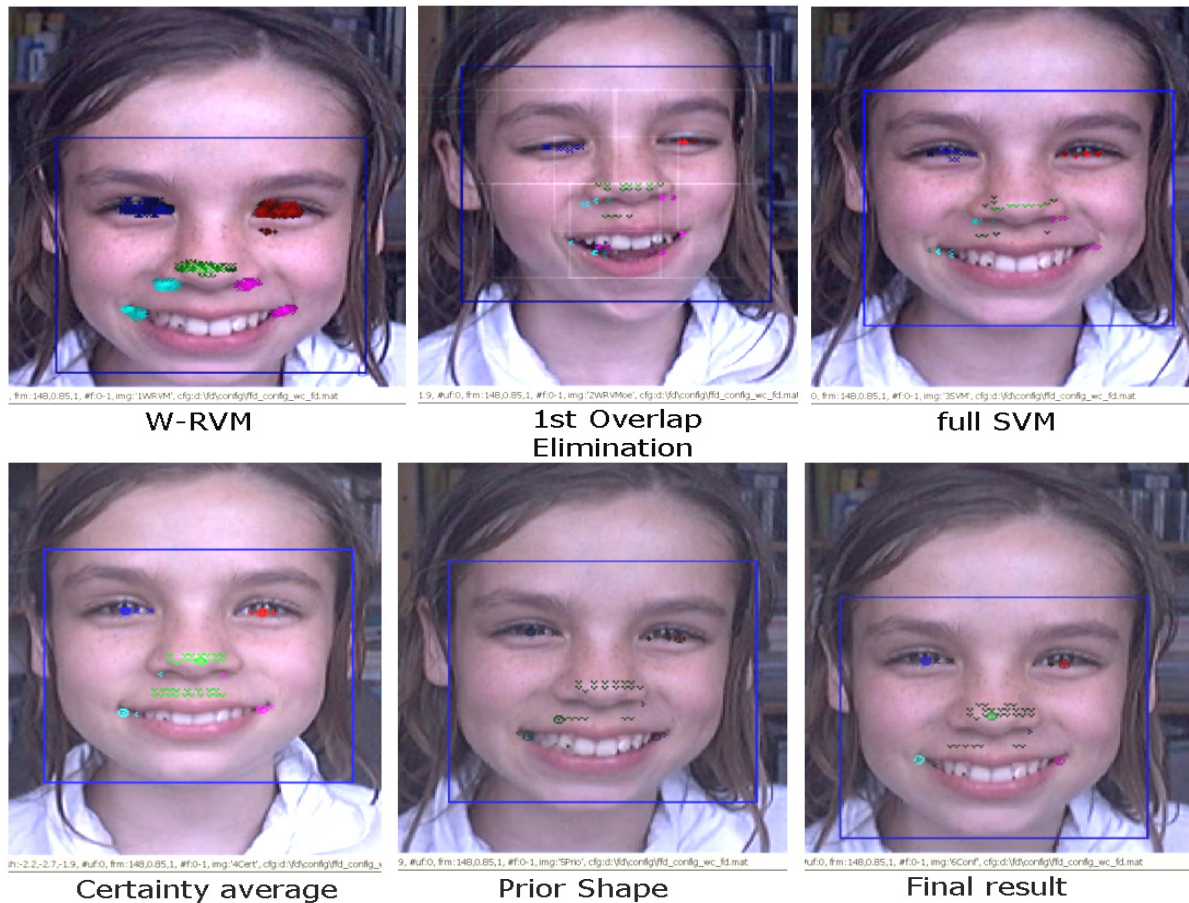 , frm:148,0.85,1, #f:0-1, img:'1WRVM', cfg:d:\fd\config\ffd_config_wc_fd.mat
1.9, #uf:0, frm:148,0.85,1, #f:0-1, img:'2WRVMoe', cfg:d:\fd\config\ffd_config_wc_fd.mat
0, frm:148,0.85,1, #f:0-1, img:'3SVM', cfg:d:\fd\config\ffd_config_wc_fd.mat
W-RVM
1st Overlap
Elimination
full SVM
sh:-2.2,-2.7,-1.9, #uf:0, frm:148,0.85,1, #f:0-1, img:'4Cert', cfg:d:\fd\config\ffd_config_v
9, #uf:0, frm:148,0.85,1, #f:0-1, img:'5Prio', cfg:d:\fd\config\ffd_config_wc_fd.mat
#uf:0, frm:148,0.85,1, #f:0-1, img:'6Conf', cfg:d:\fd\config\ffd_config_wc_fd.mat
Certainty average
Prior Shape
Final result